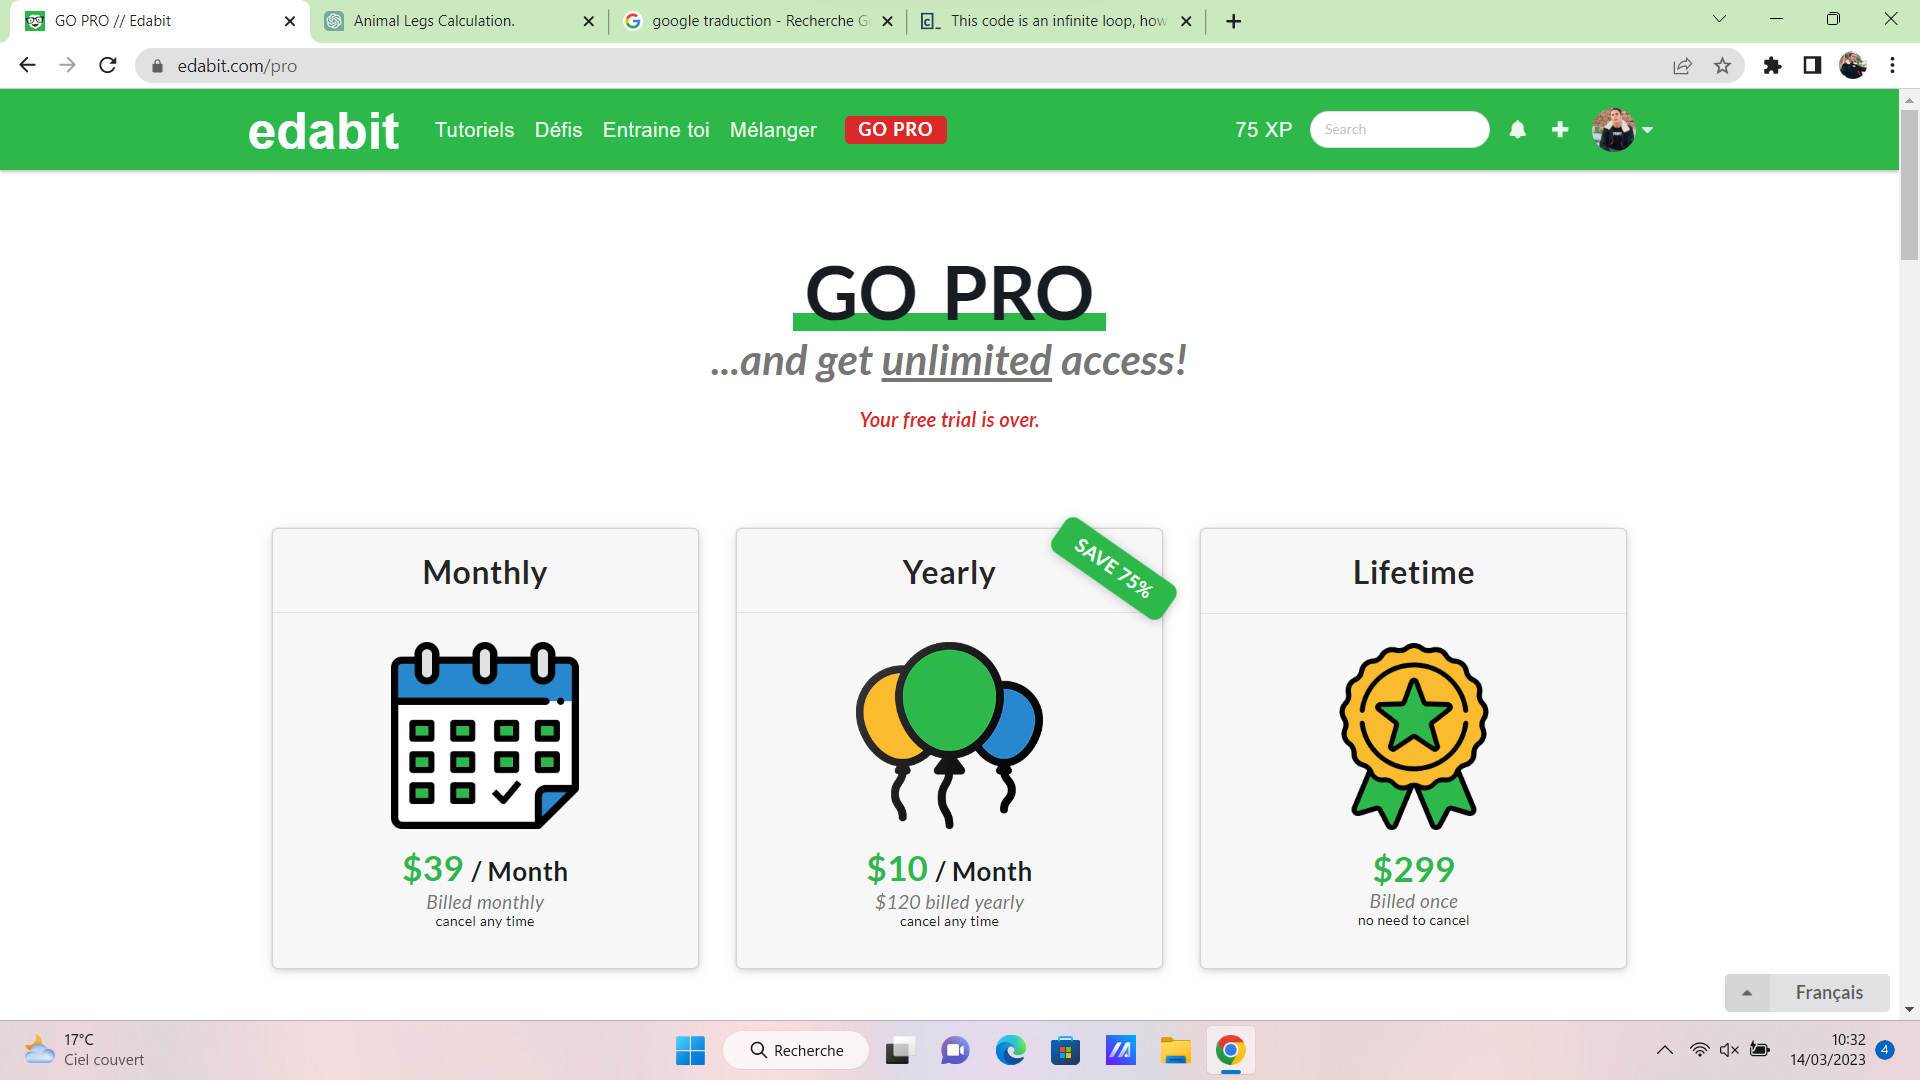 GO PRO // Edabit
Animal Legs Calculation.
google traduction - Recherche G
This code is an infinite loop, how
edabit.com/pro
edabit
Tutoriels
Défis
Entraine toi
Mélanger
GO PRO
75 XP
Search
GO PRO
...and get unlimited access!
Your free trial is over.
Monthly
$39 / Month
Billed monthly
cancel any time
Yearly
SAVE 75%
$10 / Month
$120 billed yearly
cancel any time
Lifetime
$299
Billed once
no need to cancel
Français
17°C
Ciel couvert
Recherche
10:32
14/03/2023
4